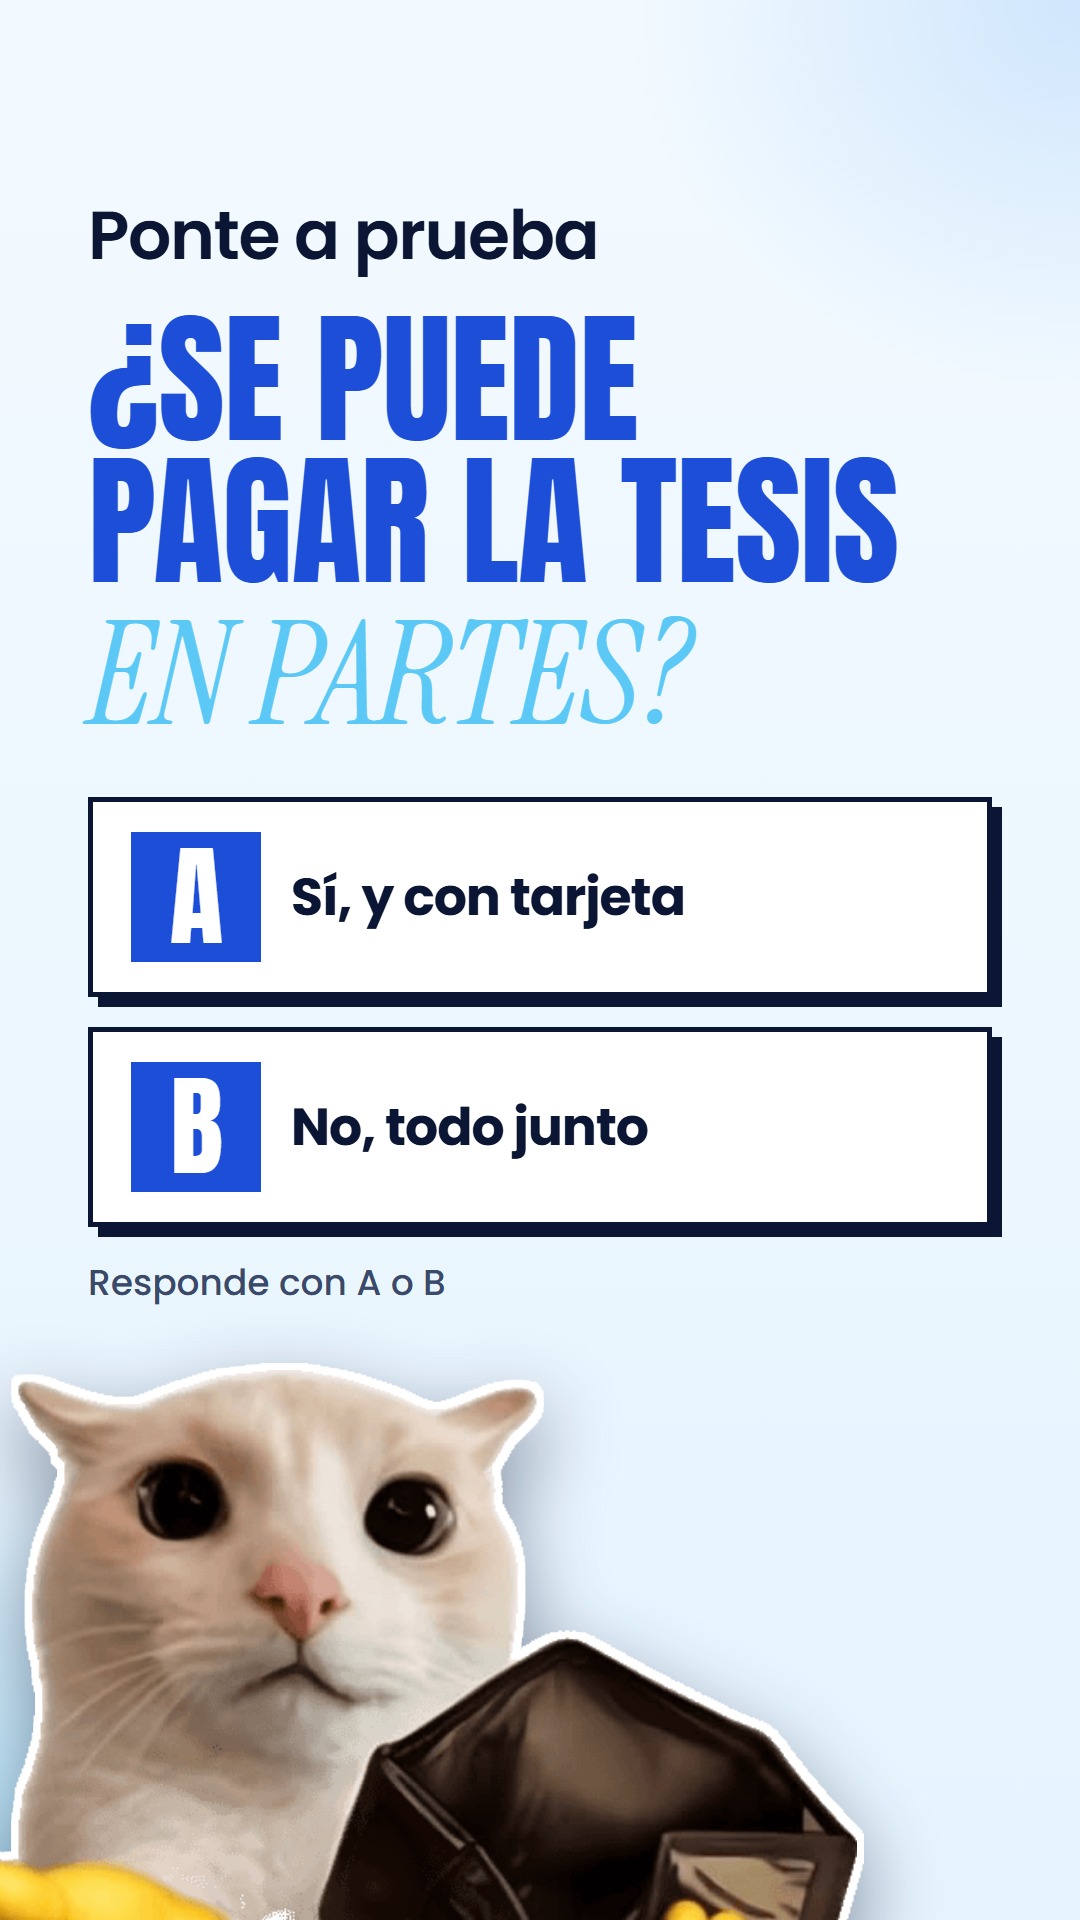 Ponte a prueba
¿SE PUEDE
PAGAR LA TESIS
EN PARTES?
A
Sí, y con tarjeta
B
No, todo junto
Responde con A o B